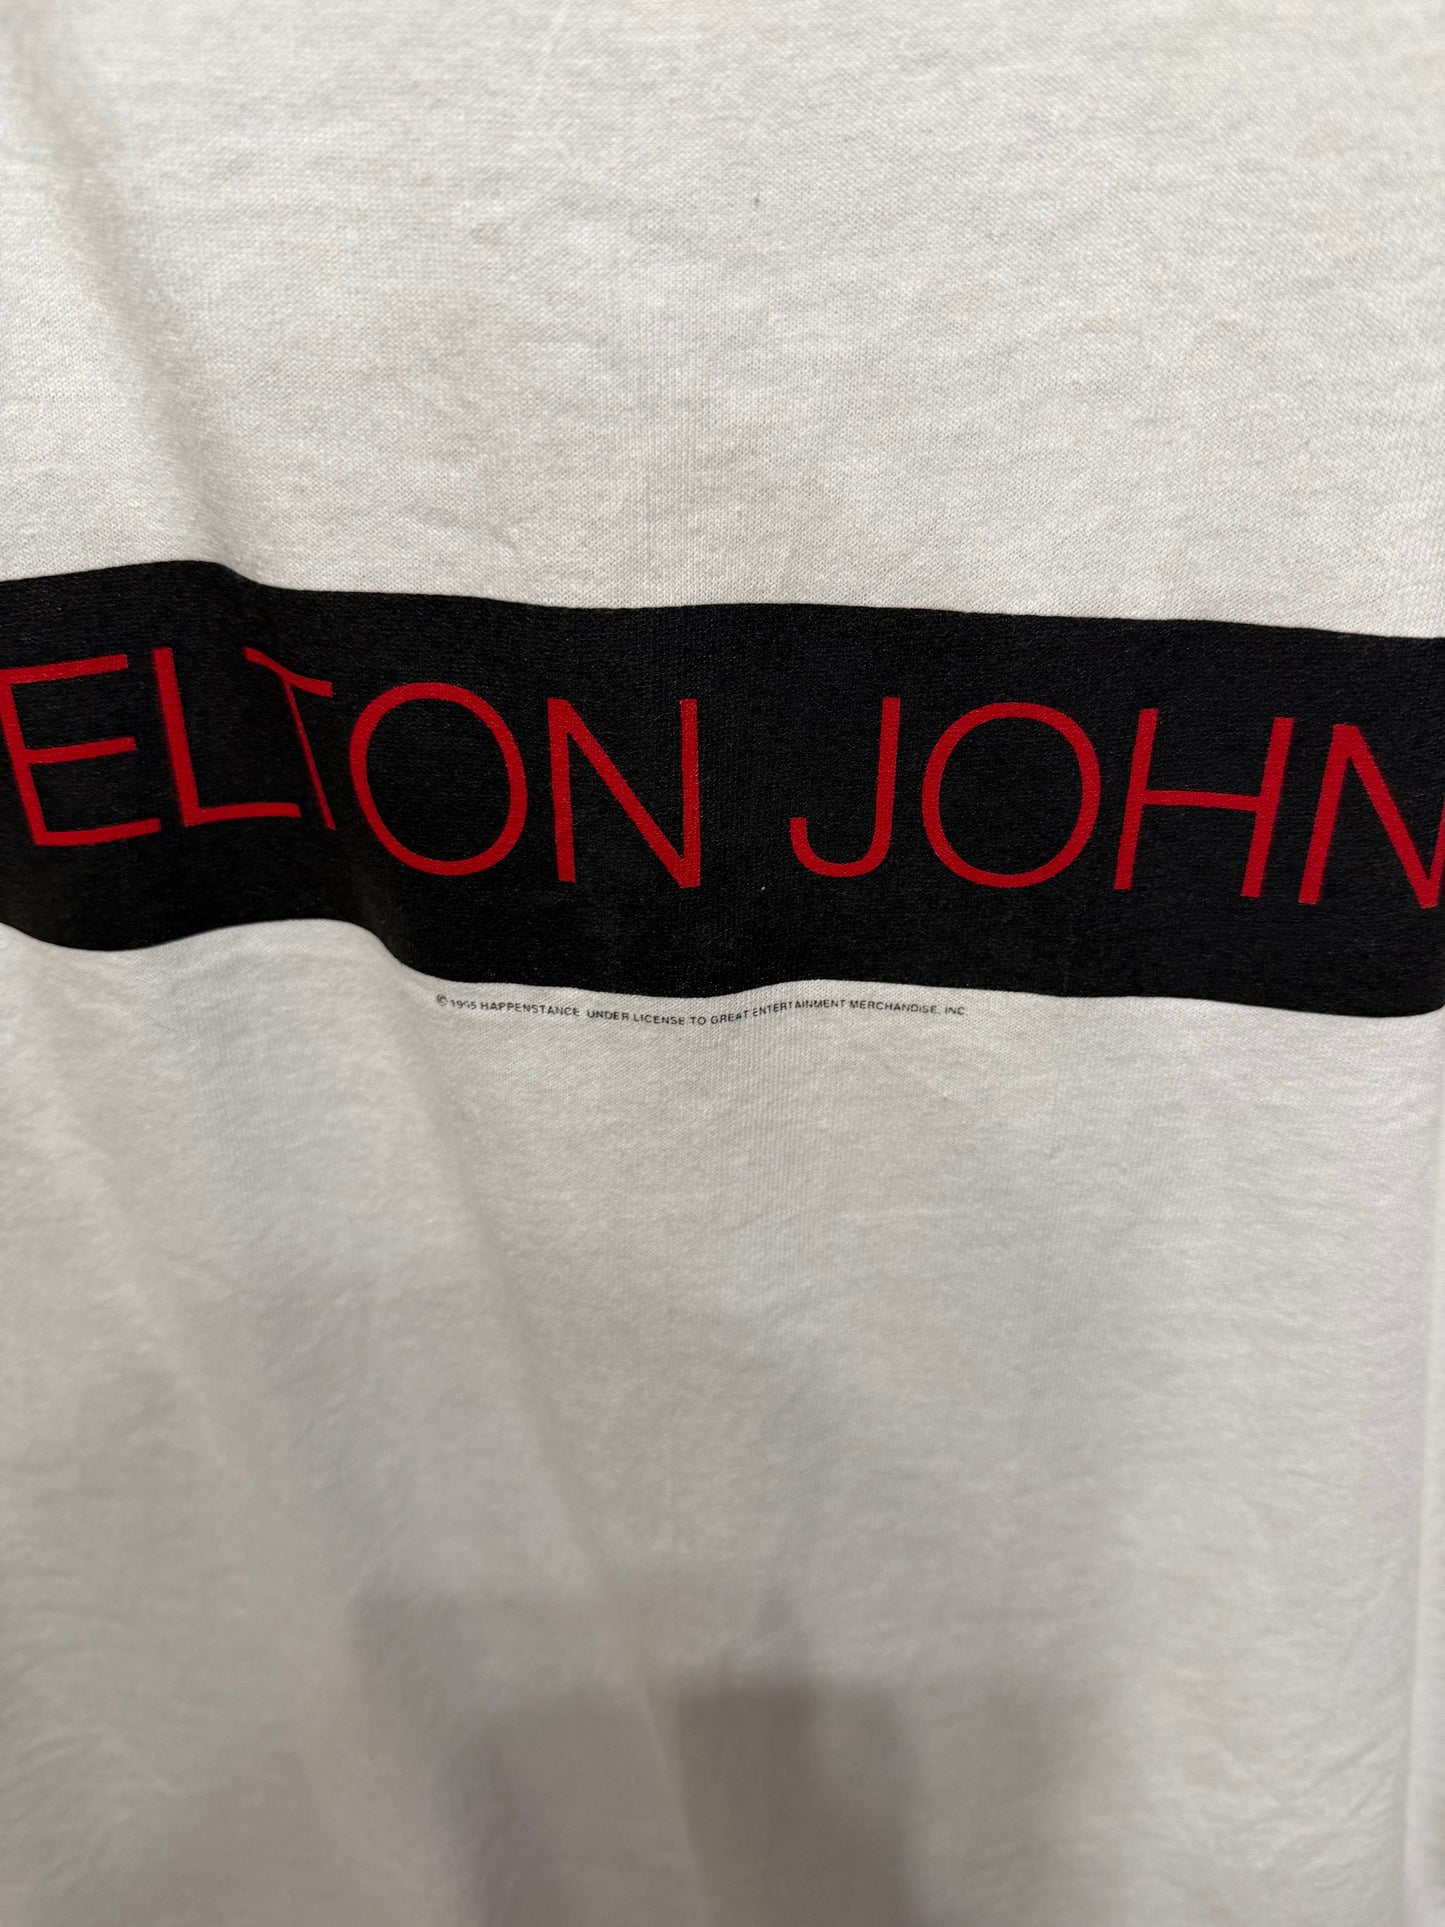 ELTON JOHN
© 1995 HAPPENSTANCE UNDER LICENSE TO GREAT ENTERTAINMENT MERCHANDISE, INC.